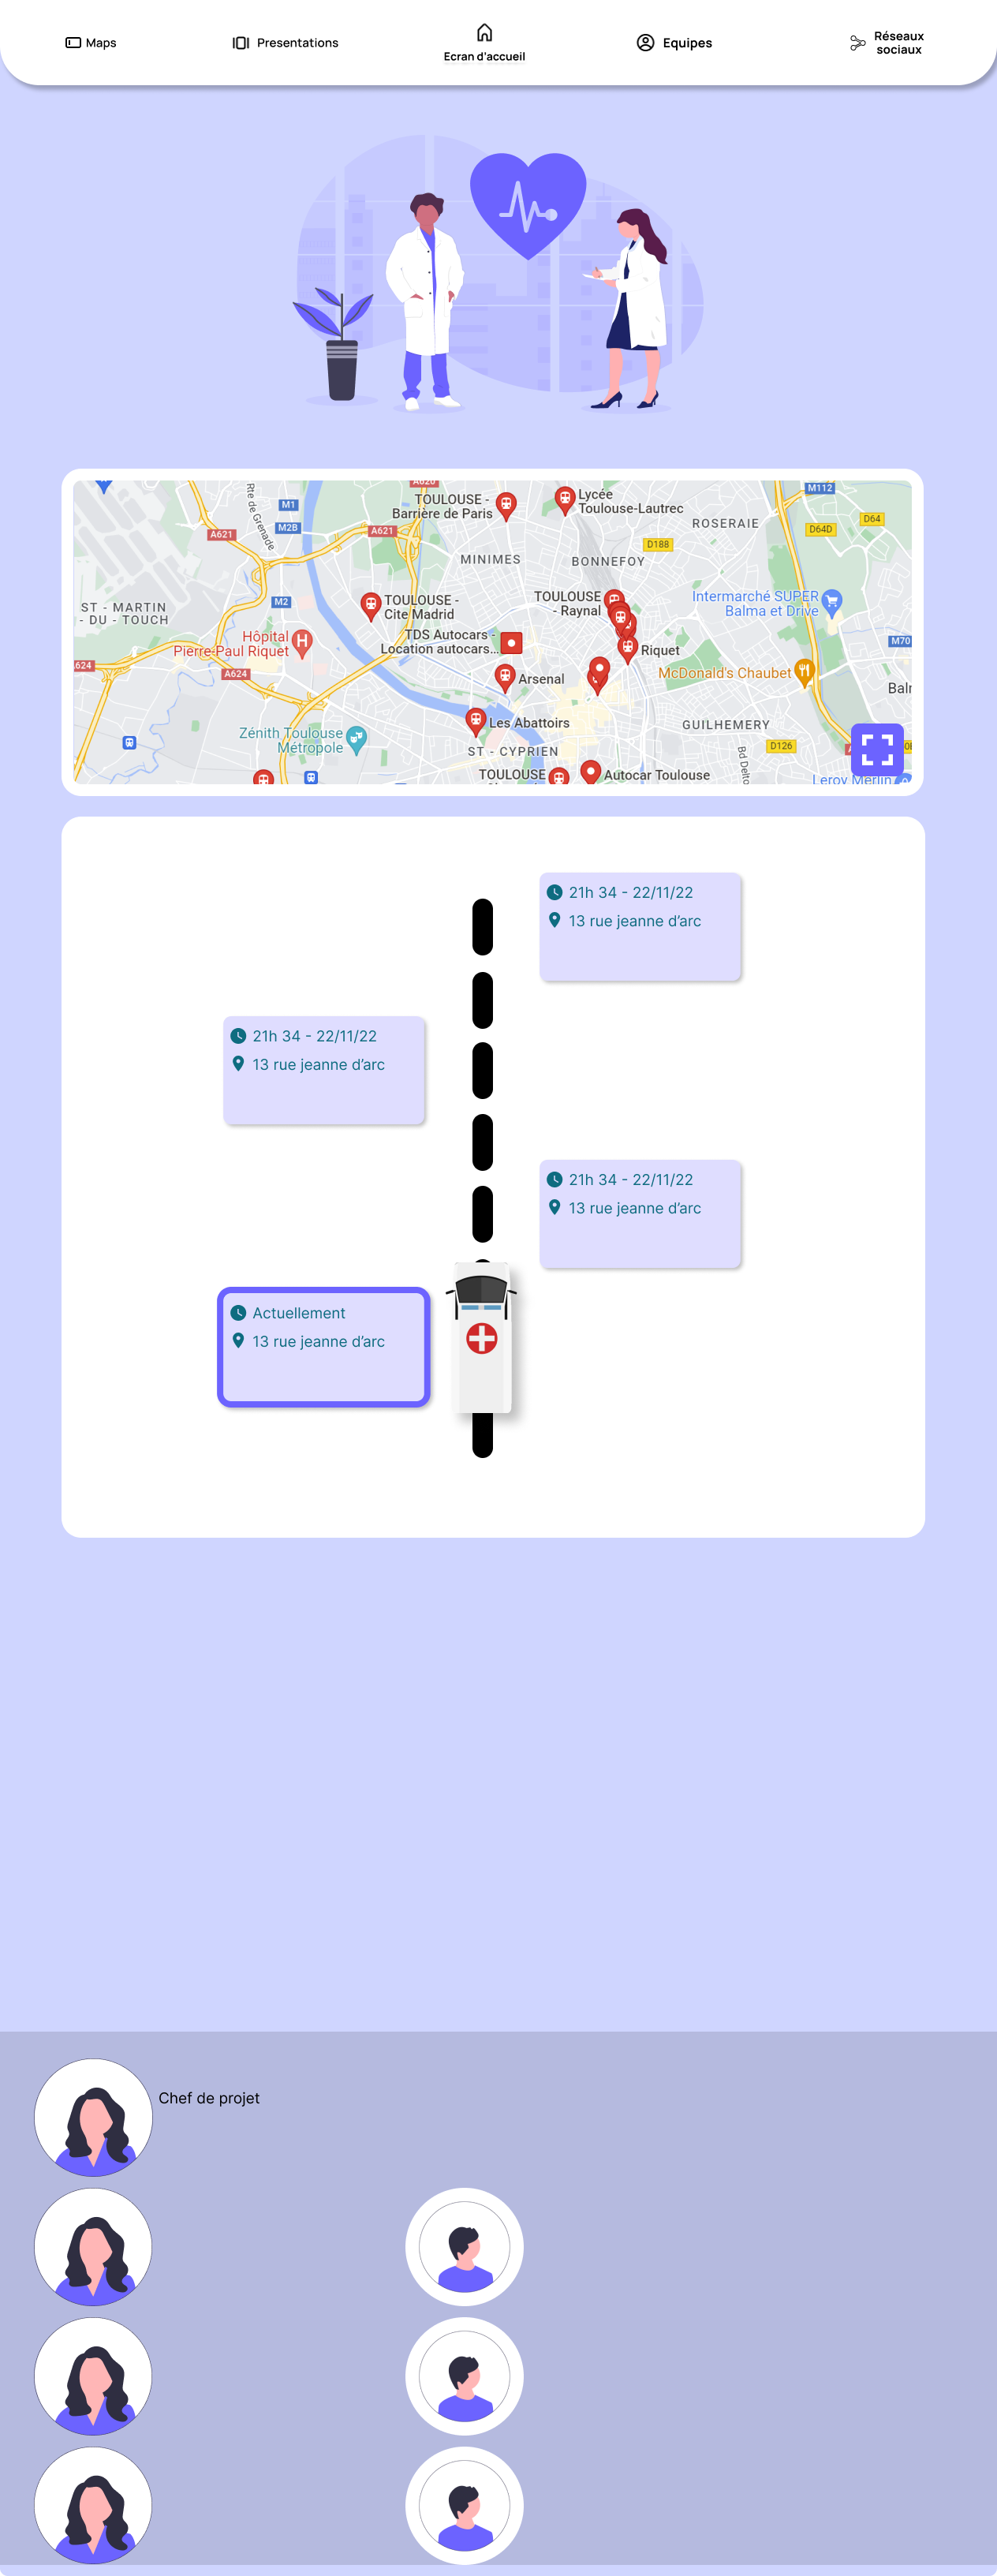 Maps
Presentations
Ecran d'accueil
Equipes
Réseaux
sociaux
A620
M112
TOULOUSE -
Barrière de Paris
Lycée
Toulouse-Lautrec
Rte de Grenade
M1
M2B
A621
A621
ROSERAIE
D64
D64D
D188
MINIMES
BONNEFOY
ST - MARTIN
- DU - TOUCH
M2
TOULOUSE -
Cite Madrid
TOULOUSE
- Raynal
Intermarché SUPER
Balma et Drive
Hôpital
Pierre-Paul Riquet
TDS Autocars -
Location autocars...
Riquet
M70
624
A624
Arsenal
McDonald's Chaubet
Zénith Toulouse
Métropole
Les Abattoirs
GUILHEMERY
ST - CYPRIEN
D126
TOULOUSE
Autocar Toulouse
Leroy Merlin
21h 34 - 22/11/22
13 rue jeanne d’arc
21h 34 - 22/11/22
13 rue jeanne d’arc
21h 34 - 22/11/22
13 rue jeanne d’arc
Actuellement
13 rue jeanne d’arc
Chef de projet